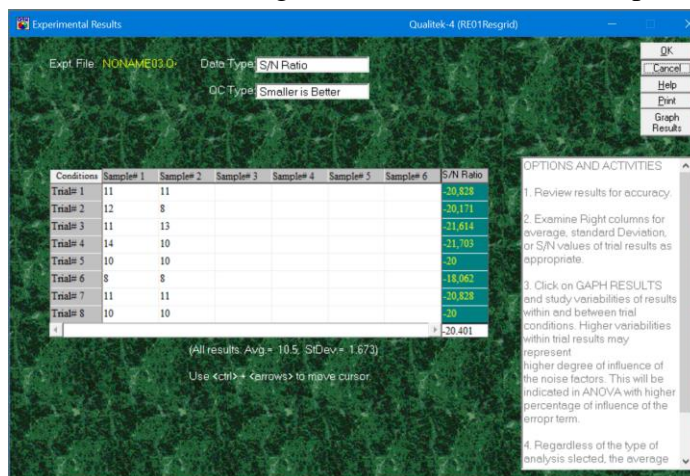 Experimental Results
Qualitek-4 (RE01Resgrid)
Expt. File: NONAME03.Q-
Data Type: S/N Ratio
QC Type: Smaller is Better
OK
Cancel
Help
Print
Graph
Results
Conditions Sample# 1 Sample# 2 Sample# 3 Sample# 4 Sample# 5 Sample# 6 S/N Ratio
Trial# 1 11 11 -20,828
Trial# 2 12 8 -20,171
Trial# 3 11 13 -21,614
Trial# 4 14 10 -21,703
Trial# 5 10 10 -20
Trial# 6 8 8 -18,062
Trial# 7 11 11 -20,828
Trial# 8 10 10 -20
-20.401
(All results: Avg.= 10.5, StDev= 1.673)
Use <ctrl> + <arrows> to move cursor.
OPTIONS AND ACTIVITIES
1. Review results for accuracy.
2. Examine Right columns for
average, standard Deviation,
or S/N values of trial results as
appropriate.
3. Click on GAPH RESULTS
and study variabilities of results
within and between trial
conditions. Higher variabilities
within trial results may
represent
higher degree of influence of
the noise factors. This will be
indicated in ANOVA with higher
percentage of influence of the
erropr term.
4. Regardless of the type of
analysis slected, the average